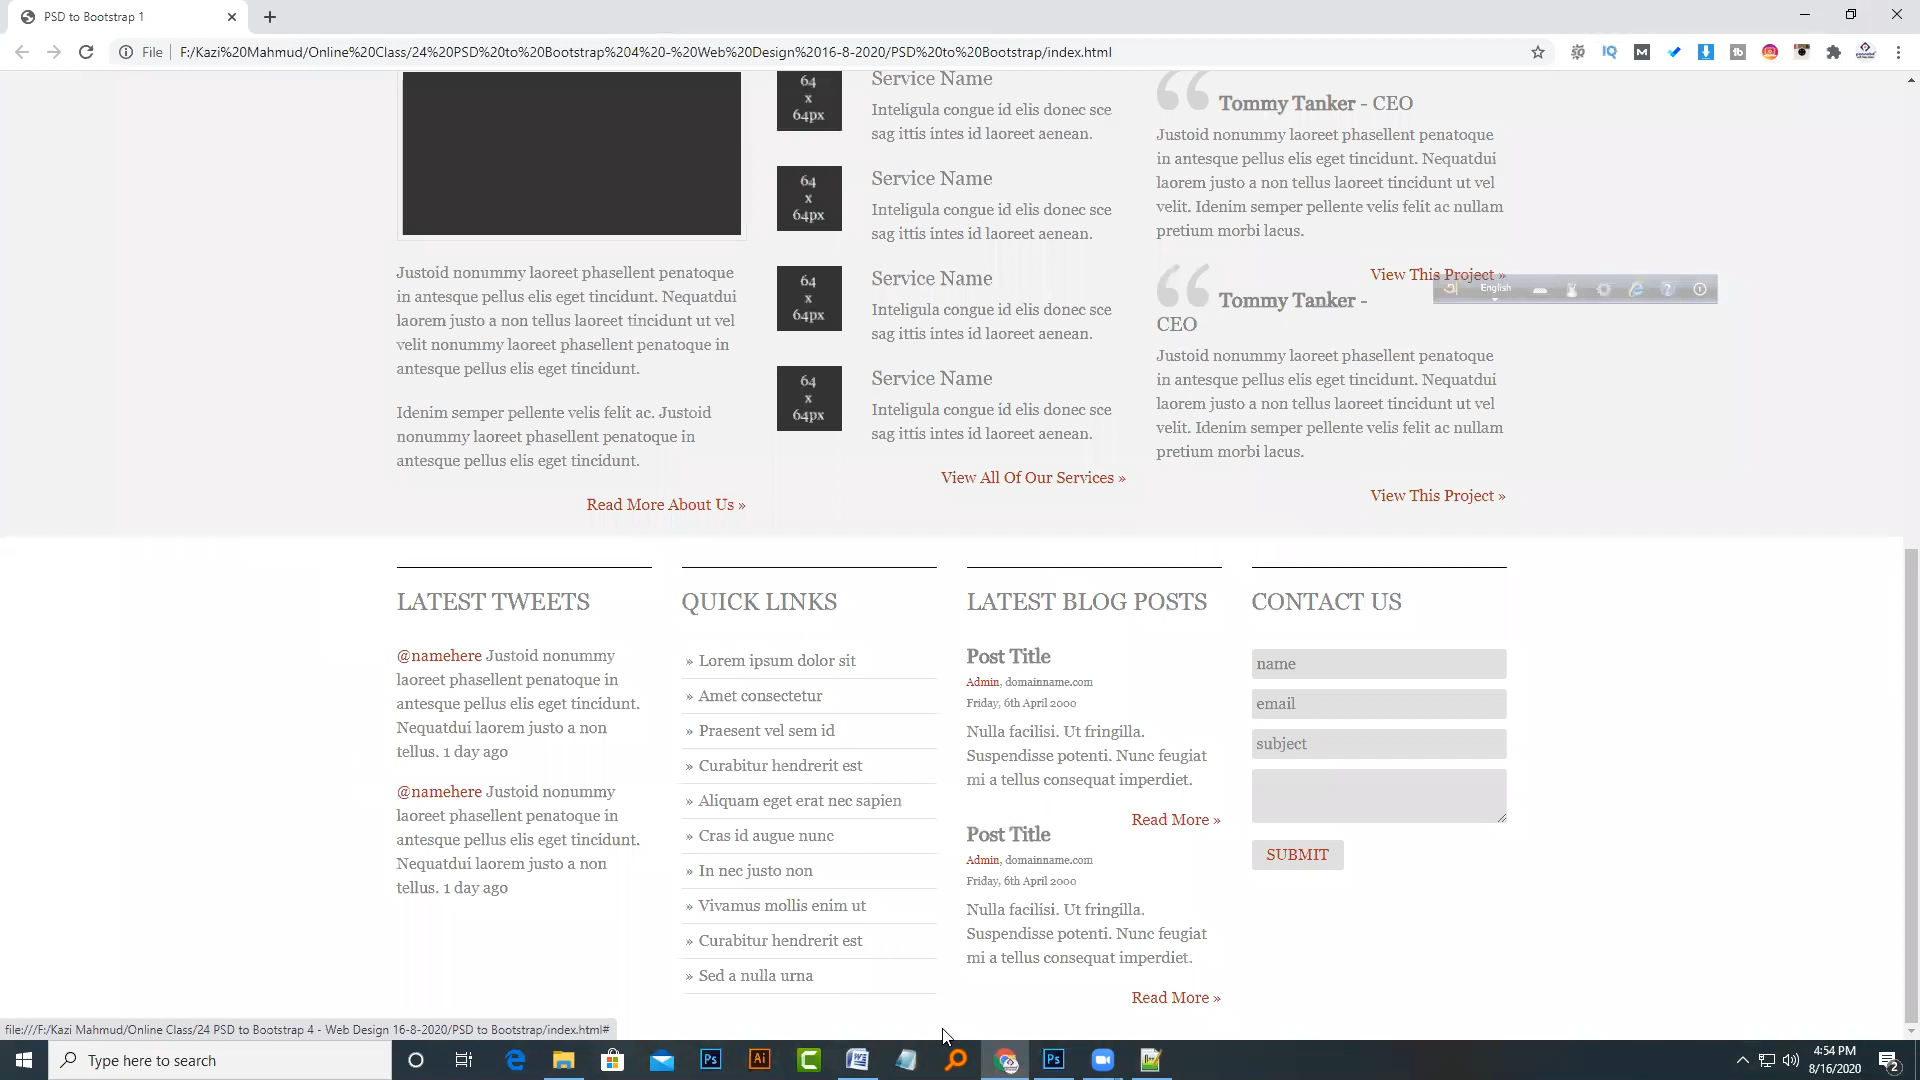 PSD to Bootstrap 1
File
F:/Kazi%20Mahmud/Online%20Class/24%20PSD%20to%20Bootstrap%204%20-%20Web%20Design%2016-8-2020/PSD%20to%20Bootstrap/index.html
64
x
64px
Service Name
Inteligula congue id elis donec sce
sag ittis intes id laoreet aenean.
64
x
64px
Service Name
Inteligula congue id elis donec sce
sag ittis intes id laoreet aenean.
64
x
64px
Service Name
Inteligula congue id elis donec sce
sag ittis intes id laoreet aenean.
64
x
64px
Service Name
Inteligula congue id elis donec sce
sag ittis intes id laoreet aenean.
View All Of Our Services »
Justoid nonummy laoreet phasellent penatoque
in antesque pellus elis eget tincidunt. Nequatdui
laorem justo a non tellus laoreet tincidunt ut vel
velit nonummy laoreet phasellent penatoque in
antesque pellus elis eget tincidunt.
Idenim semper pellente velis felit ac. Justoid
nonummy laoreet phasellent penatoque in
antesque pellus elis eget tincidunt.
Read More About Us »
“ Tommy Tanker - CEO
Justoid nonummy laoreet phasellent penatoque
in antesque pellus elis eget tincidunt. Nequatdui
laorem justo a non tellus laoreet tincidunt ut vel
velit. Idenim semper pellente velis felit ac nullam
pretium morbi lacus.
View This Project »
English
“ Tommy Tanker -
CEO
Justoid nonummy laoreet phasellent penatoque
in antesque pellus elis eget tincidunt. Nequatdui
laorem justo a non tellus laoreet tincidunt ut vel
velit. Idenim semper pellente velis felit ac nullam
pretium morbi lacus.
View This Project »
LATEST TWEETS
@namehere Justoid nonummy
laoreet phasellent penatoque in
antesque pellus elis eget tincidunt.
Nequatdui laorem justo a non
tellus. 1 day ago
@namehere Justoid nonummy
laoreet phasellent penatoque in
antesque pellus elis eget tincidunt.
Nequatdui laorem justo a non
tellus. 1 day ago
QUICK LINKS
» Lorem ipsum dolor sit
» Amet consectetur
» Praesent vel sem id
» Curabitur hendrerit est
» Aliquam eget erat nec sapien
» Cras id augue nunc
» In nec justo non
» Vivamus mollis enim ut
» Curabitur hendrerit est
» Sed a nulla urna
LATEST BLOG POSTS
Post Title
Admin, domainname.com
Friday, 6th April 2000
Nulla facilisi. Ut fringilla.
Suspendisse potenti. Nunc feugiat
mi a tellus consequat imperdiet.
Read More »
Post Title
Admin, domainname.com
Friday, 6th April 2000
Nulla facilisi. Ut fringilla.
Suspendisse potenti. Nunc feugiat
mi a tellus consequat imperdiet.
Read More »
CONTACT US
name
email
subject
SUBMIT
file:///F:/Kazi Mahmud/Online Class/24 PSD to Bootstrap 4 - Web Design 16-8-2020/PSD to Bootstrap/index.html#
Type here to search
Ps
Ai
Ps
4:54 PM
8/16/2020
2